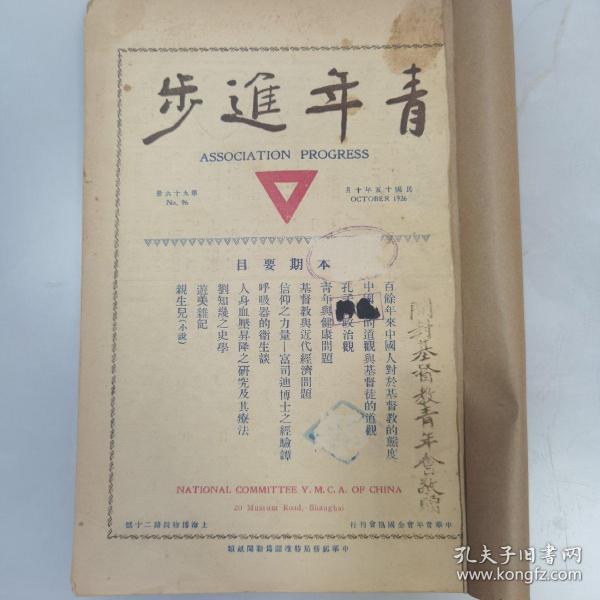 青年進步
ASSOCIATION PROGRESS
民國十五年十月
OCTOBER 1926
第九十六冊
No. 96
本期要目
百餘年來中國人對於基督教的態度
中國的道觀與基督徒的道觀
孔子政治觀
青年與健康問題
基督教與近代經濟問題
信仰之力量—富司迪博士之經驗譚
呼吸器的衛生談
人身血壓昇降之研究及其療法
劉知幾之史學
遊美雜記
親生兒(小說)
開封基督教青年會敬閱
NATIONAL COMMITTEE Y. M. C. A. OF CHINA
20 Museum Road, Shanghai
中華青年會全國協會刊行
上海博物院路二十號
中華郵務局特准掛號認為新聞紙類
孔夫子旧书网
www.kongfz.com